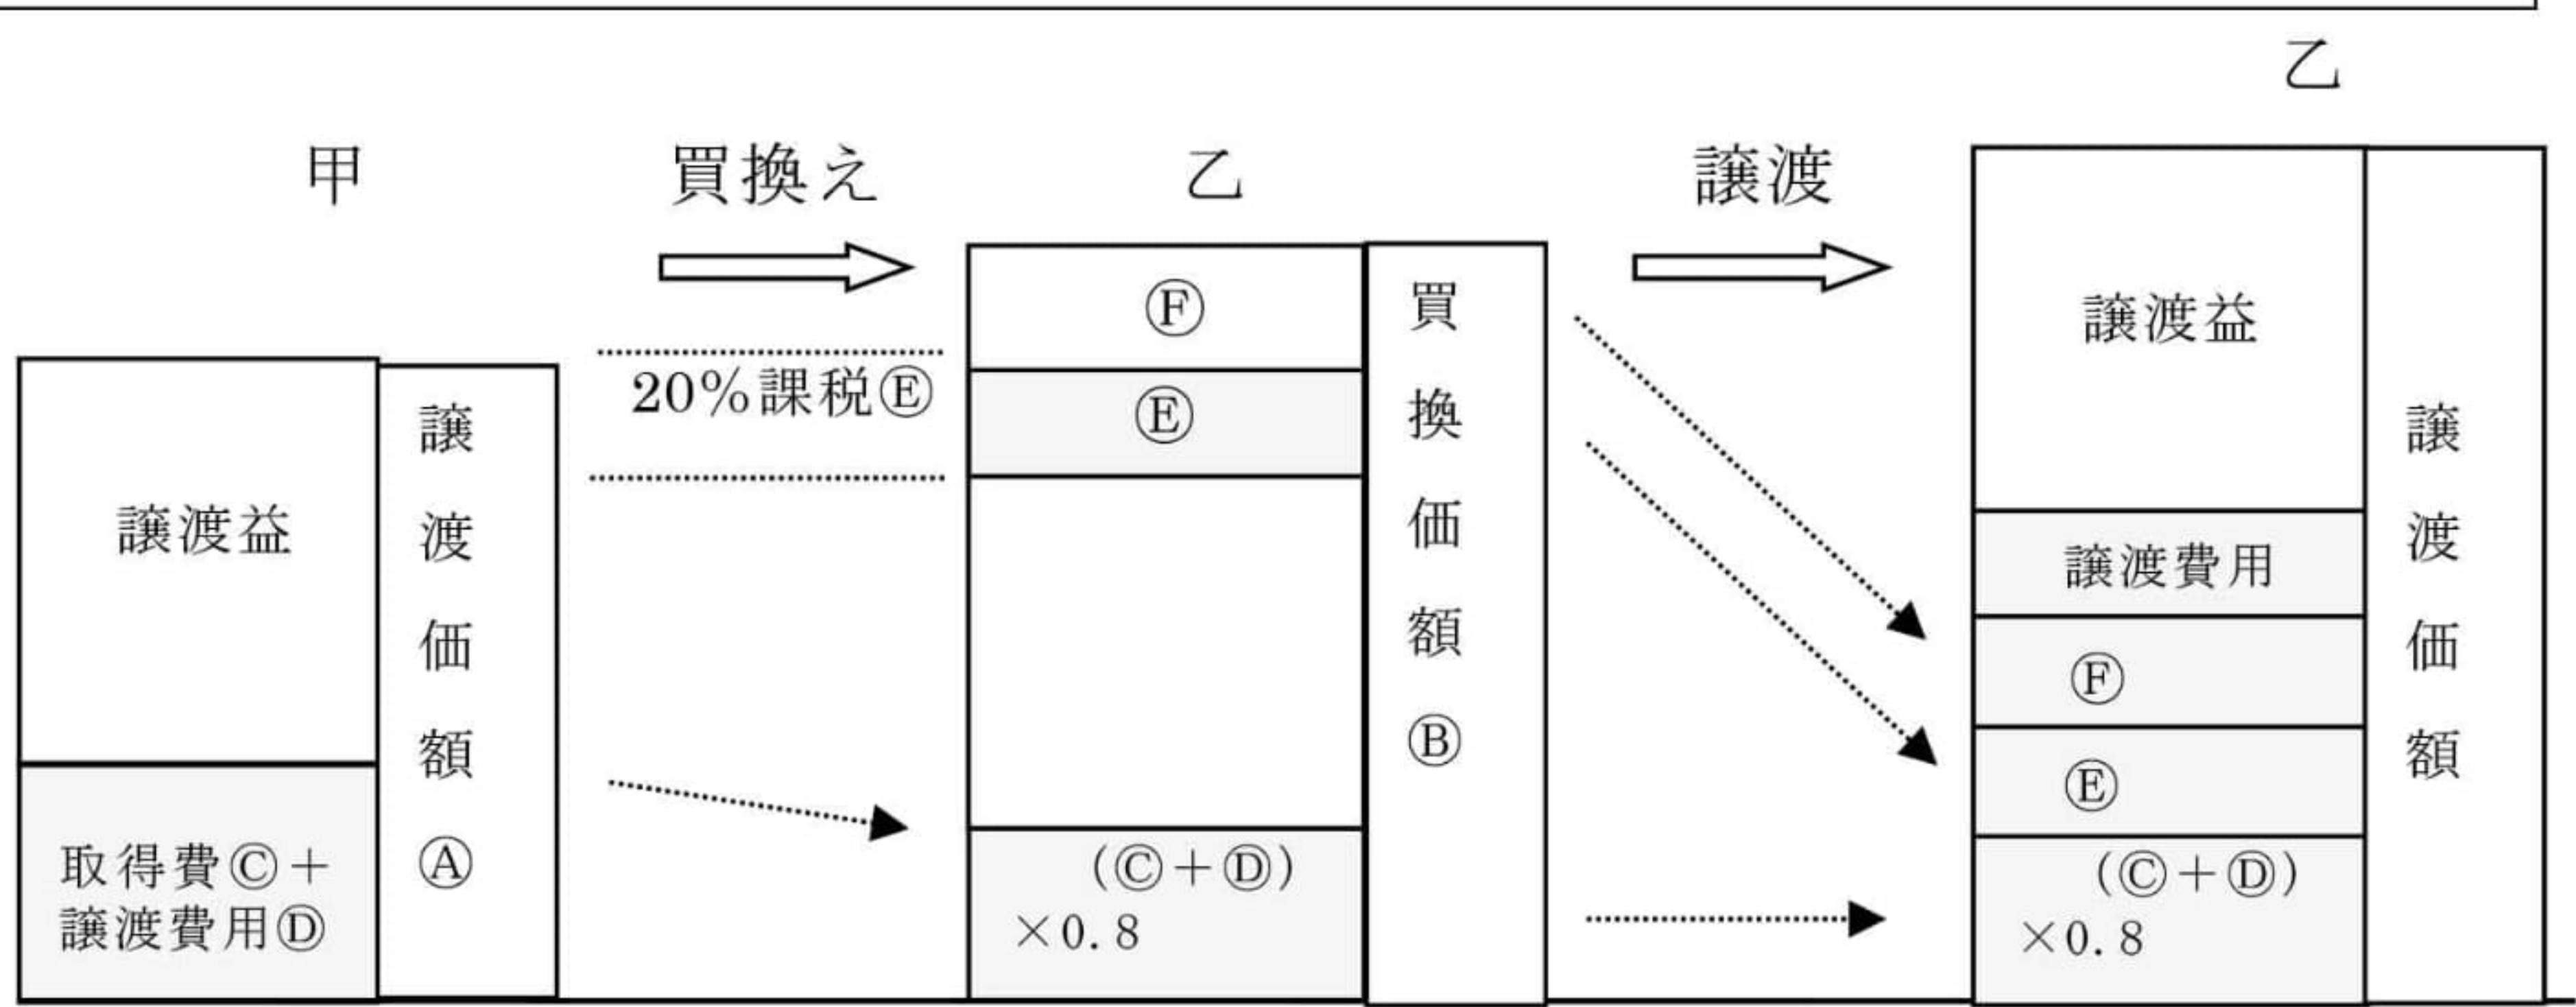 甲
買換え
乙
譲渡
乙
譲渡益
取得費Ⓒ＋
譲渡費用Ⓓ
譲渡価額Ⓐ
20%課税Ⓔ
Ⓕ
Ⓔ
(Ⓒ＋Ⓓ)
×0.8
買換価額Ⓑ
譲渡益
譲渡費用
Ⓕ
Ⓔ
(Ⓒ＋Ⓓ)
×0.8
譲渡価額